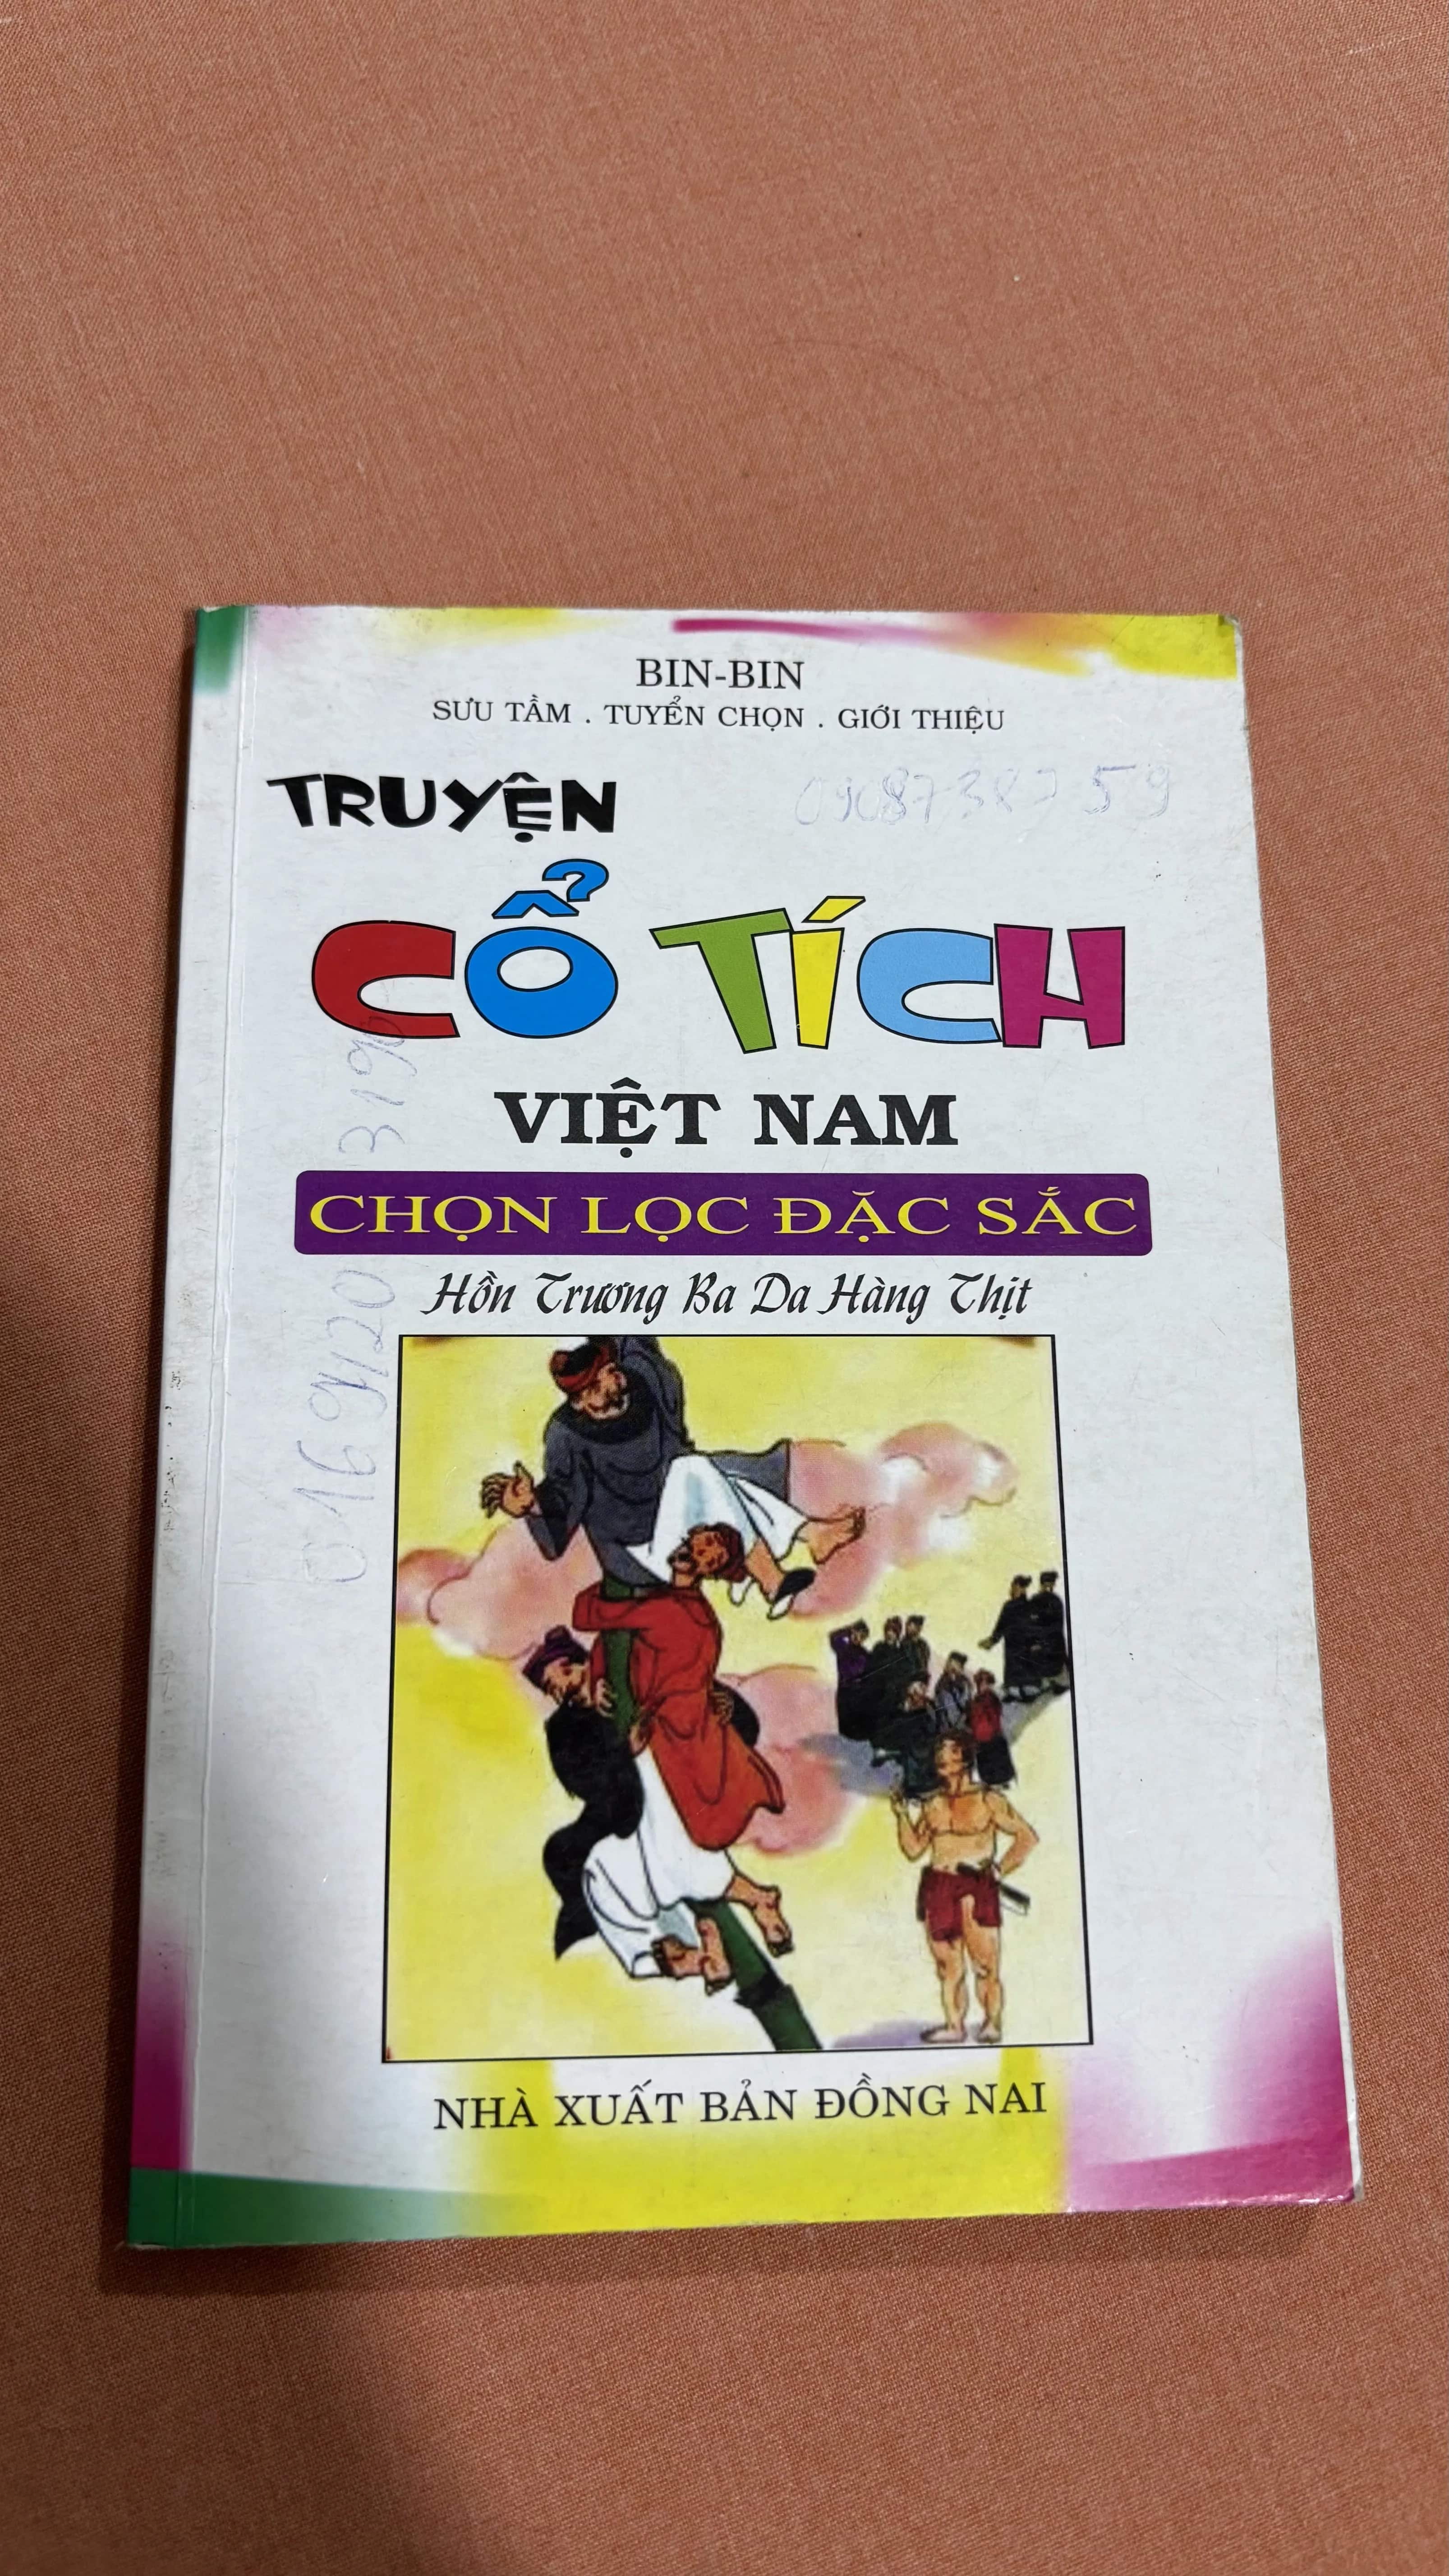 BIN-BIN
SƯU TẦM . TUYỂN CHỌN . GIỚI THIỆU
TRUYỆN
CỔ TÍCH
VIỆT NAM
CHỌN LỌC ĐẶC SẮC
Hồn Trương Ba Da Hàng Thịt
NHÀ XUẤT BẢN ĐỒNG NAI